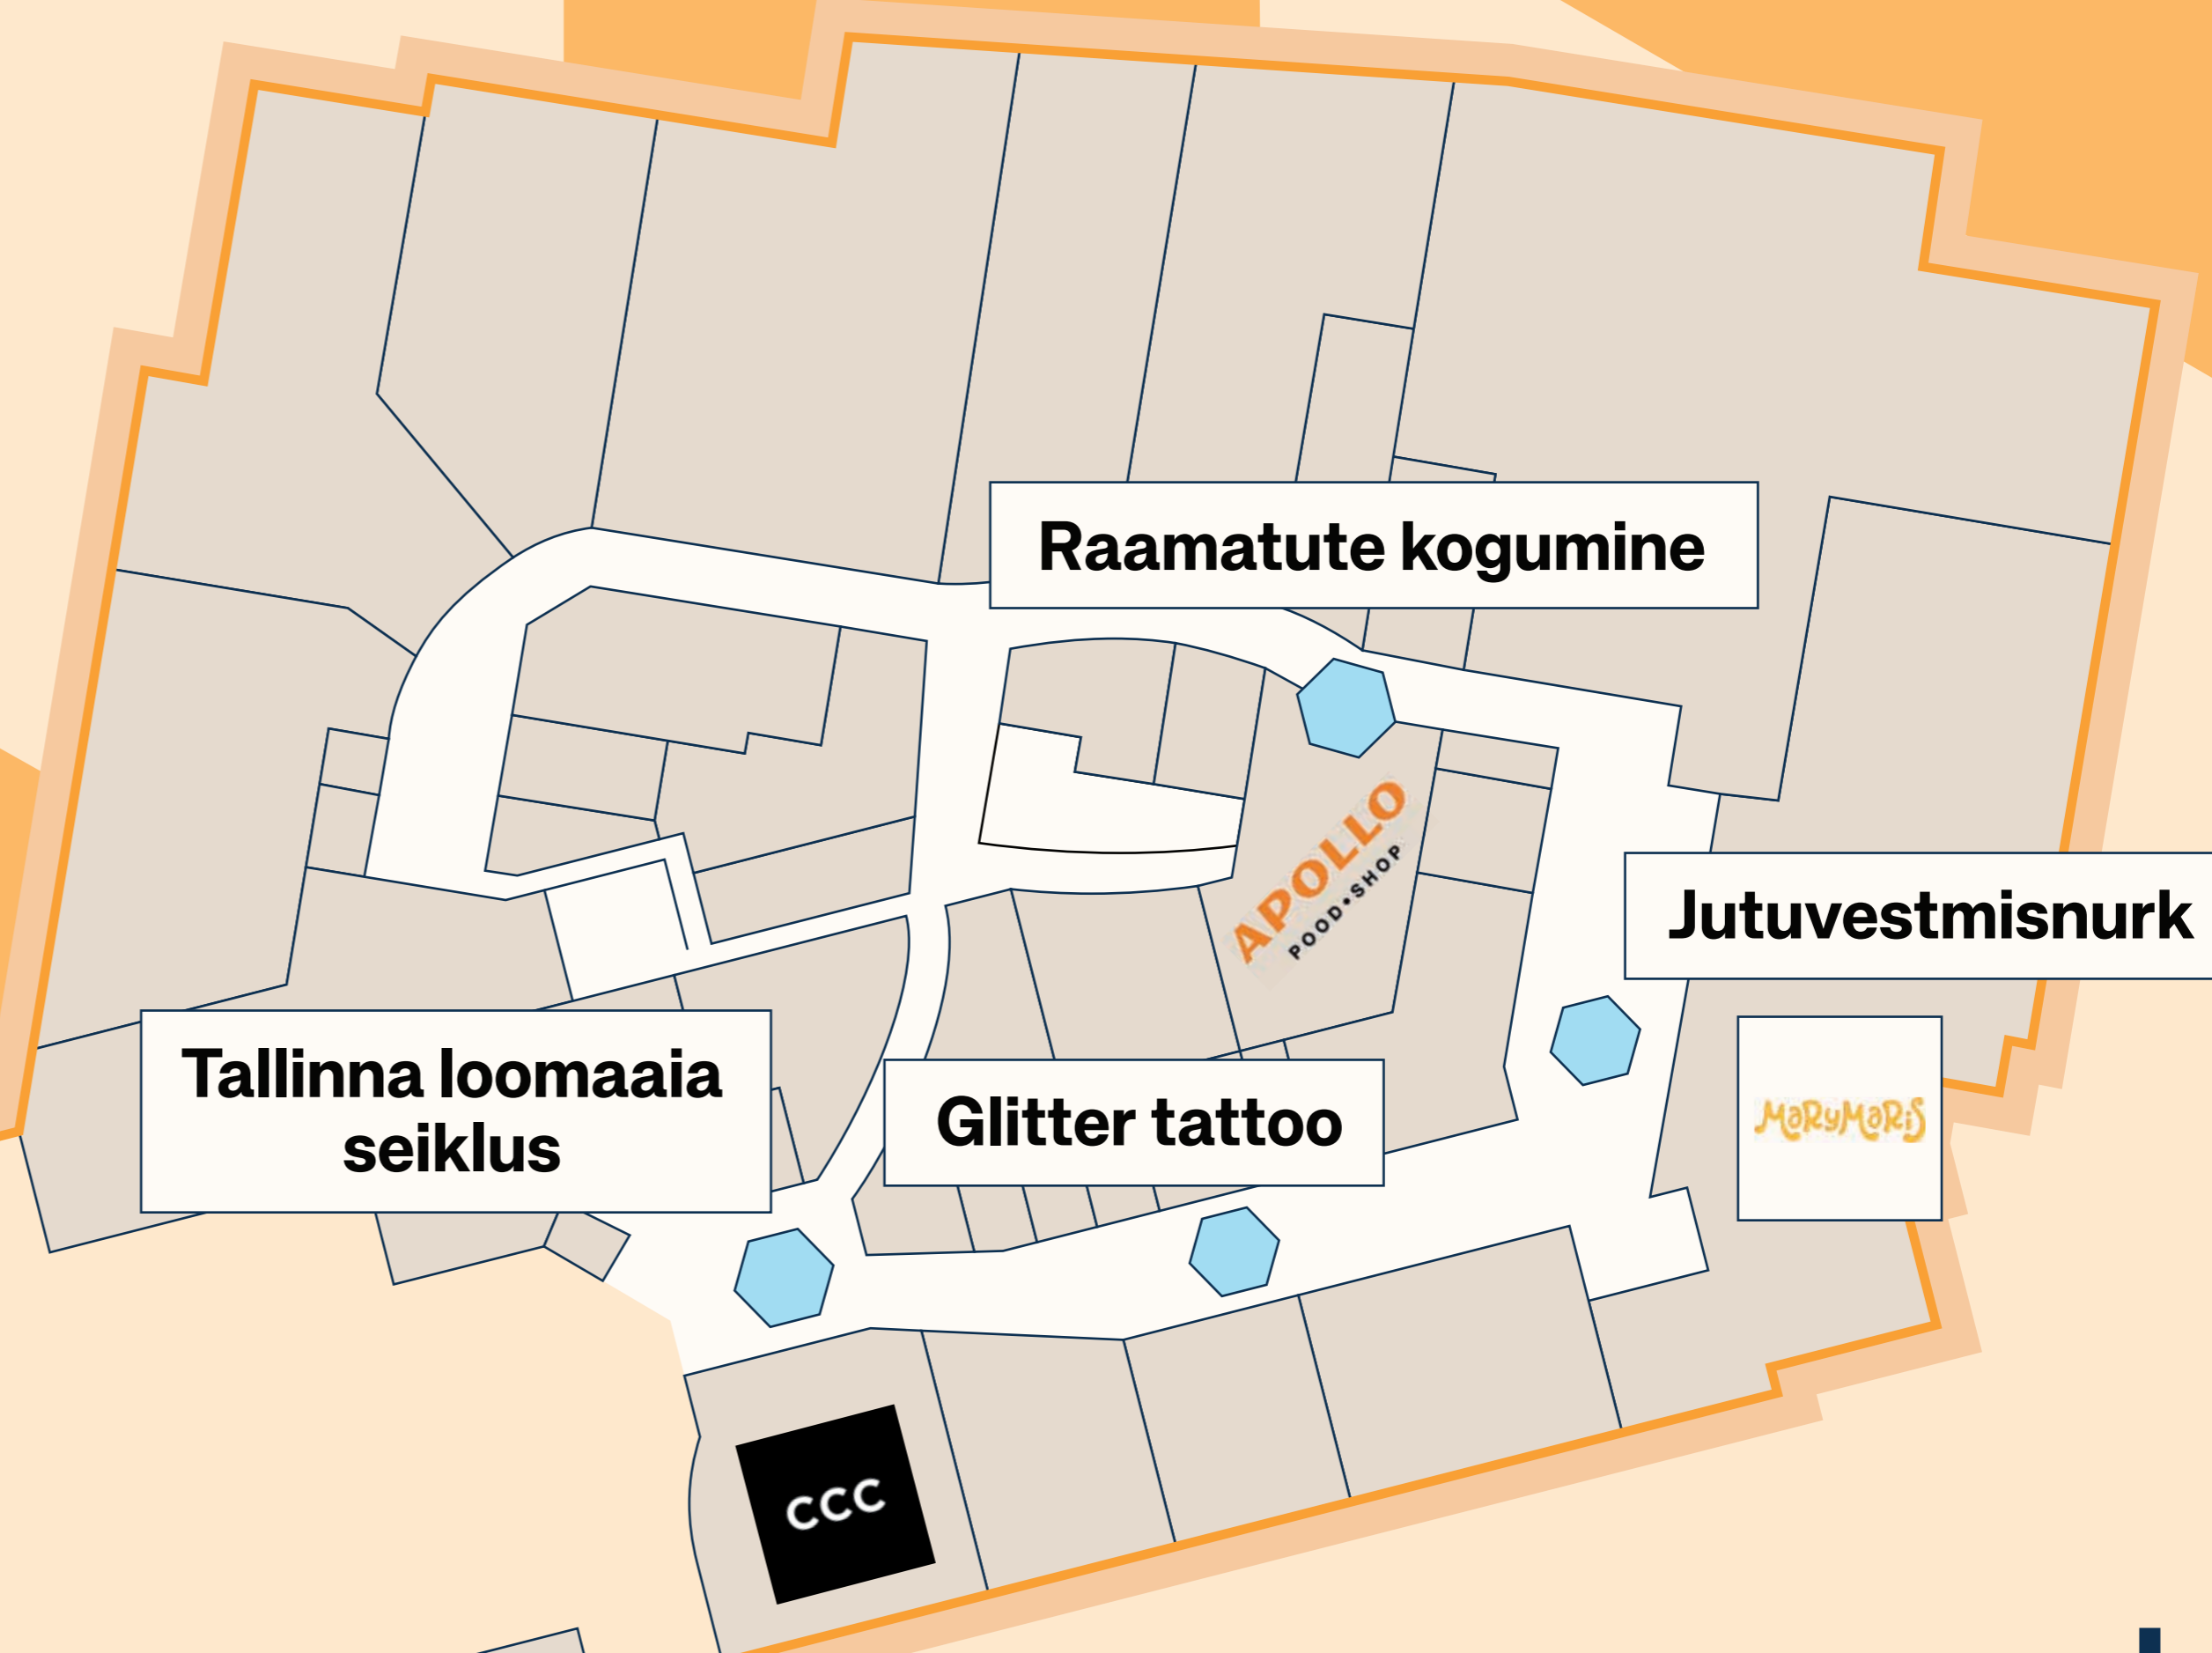 Raamatute kogumine
APOLLO
POOD•SHOP
Jutuvestmisnurk
Tallinna loomaaia
seiklus
Glitter tattoo
MARYMARIS
CCC